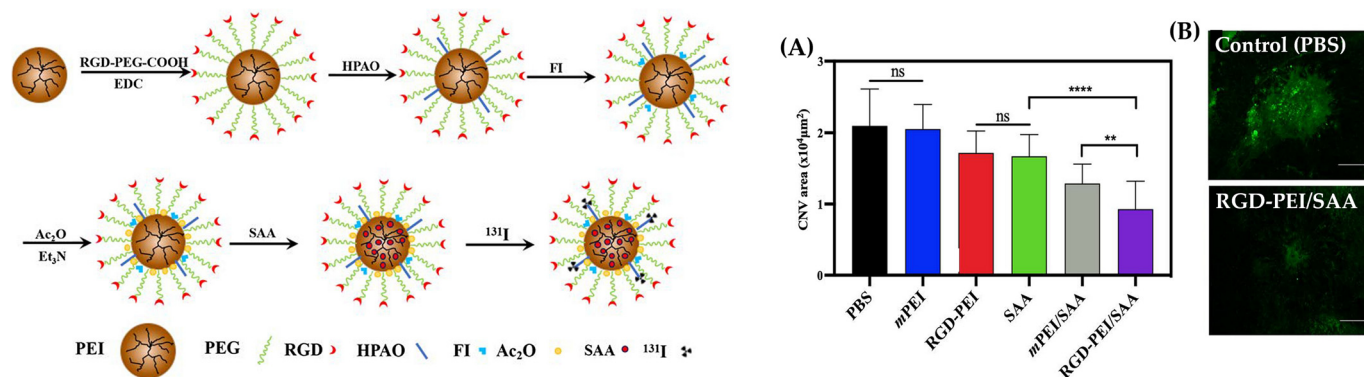 RGD-PEG-COOH
EDC
HPAO
FI
Ac₂O
Et₃N
SAA
¹³¹I
PEI
PEG
RGD
HPAO
FI
Ac₂O
SAA
¹³¹I
(A)
CNV area (x10⁴µm²)
3
2
1
0
ns
ns
****
**
PBS
mPEI
RGD-PEI
SAA
mPEI/SAA
RGD-PEI/SAA
(B)
Control (PBS)
RGD-PEI/SAA